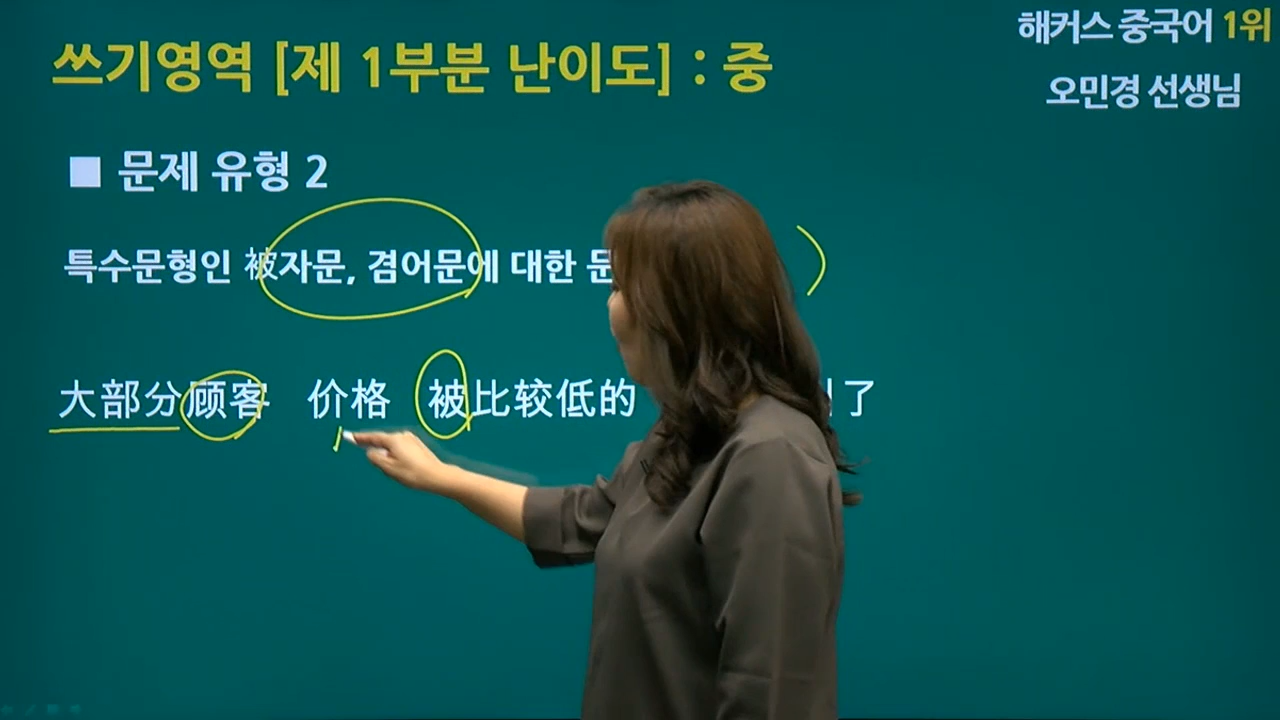 해커스 중국어 1위
쓰기영역 [제 1부분 난이도] : 중
오민경 선생님
■ 문제 유형 2
특수문형인 被자문, 겸어문에 대한
大部分顾客 价格 被比较低的 了